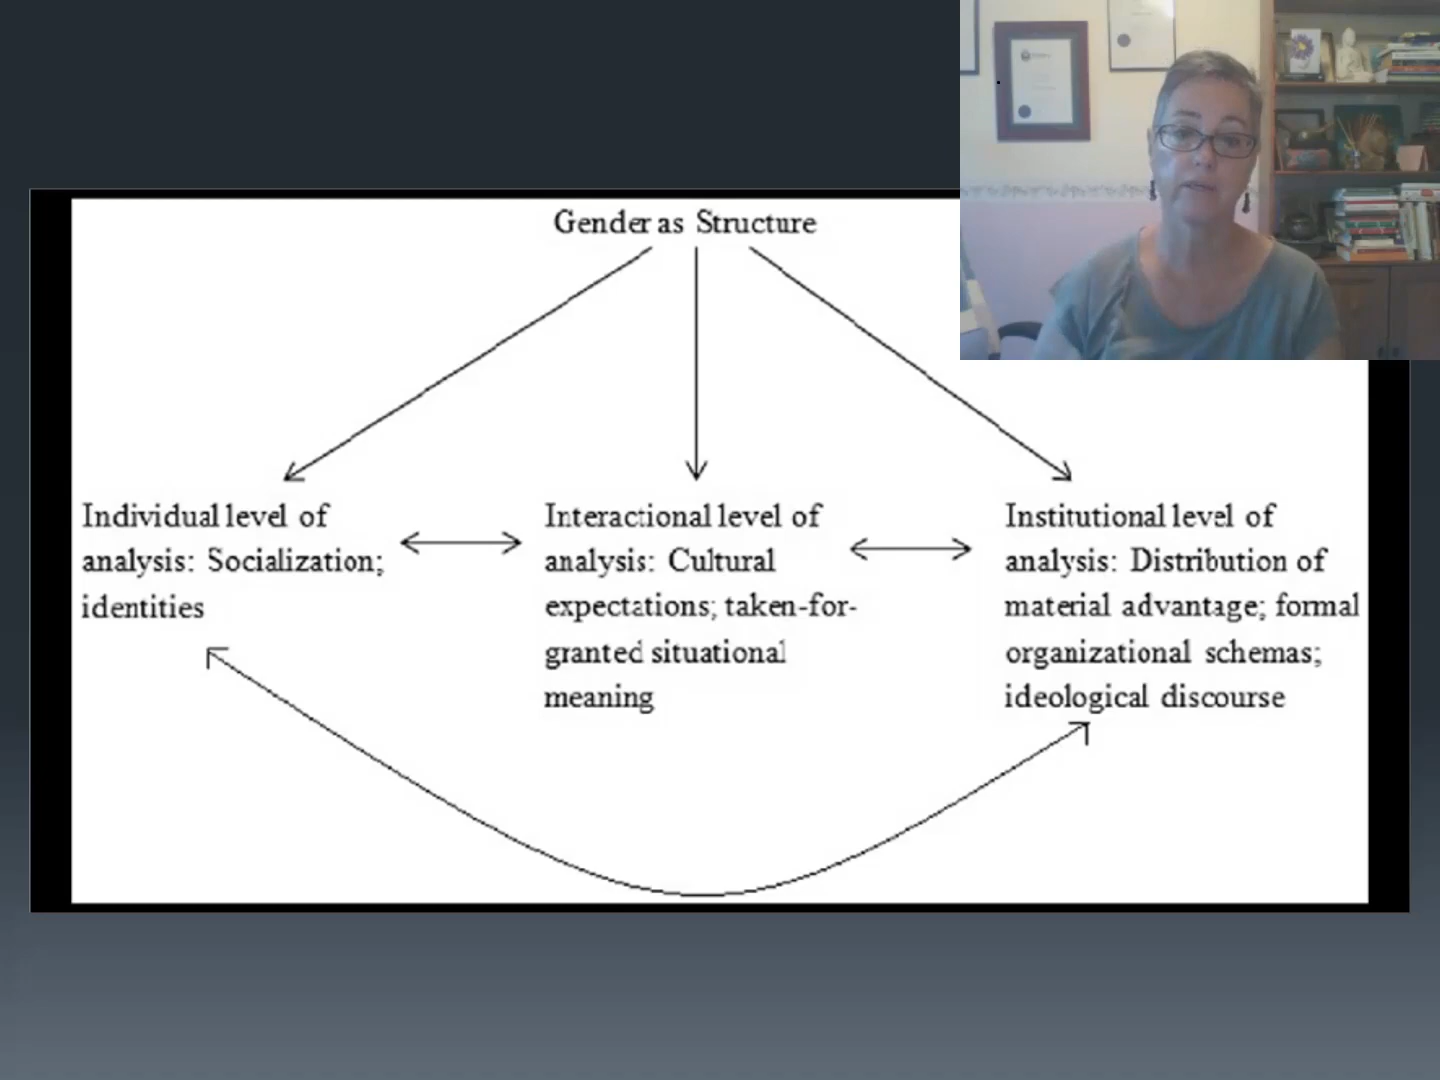 Gender as Structure
Individual level of
analysis: Socialization;
identities
Interactional level of
analysis: Cultural
expectations; taken-for-
granted situational
meaning
Institutional level of
analysis: Distribution of
material advantage; formal
organizational schemas;
ideological discourse